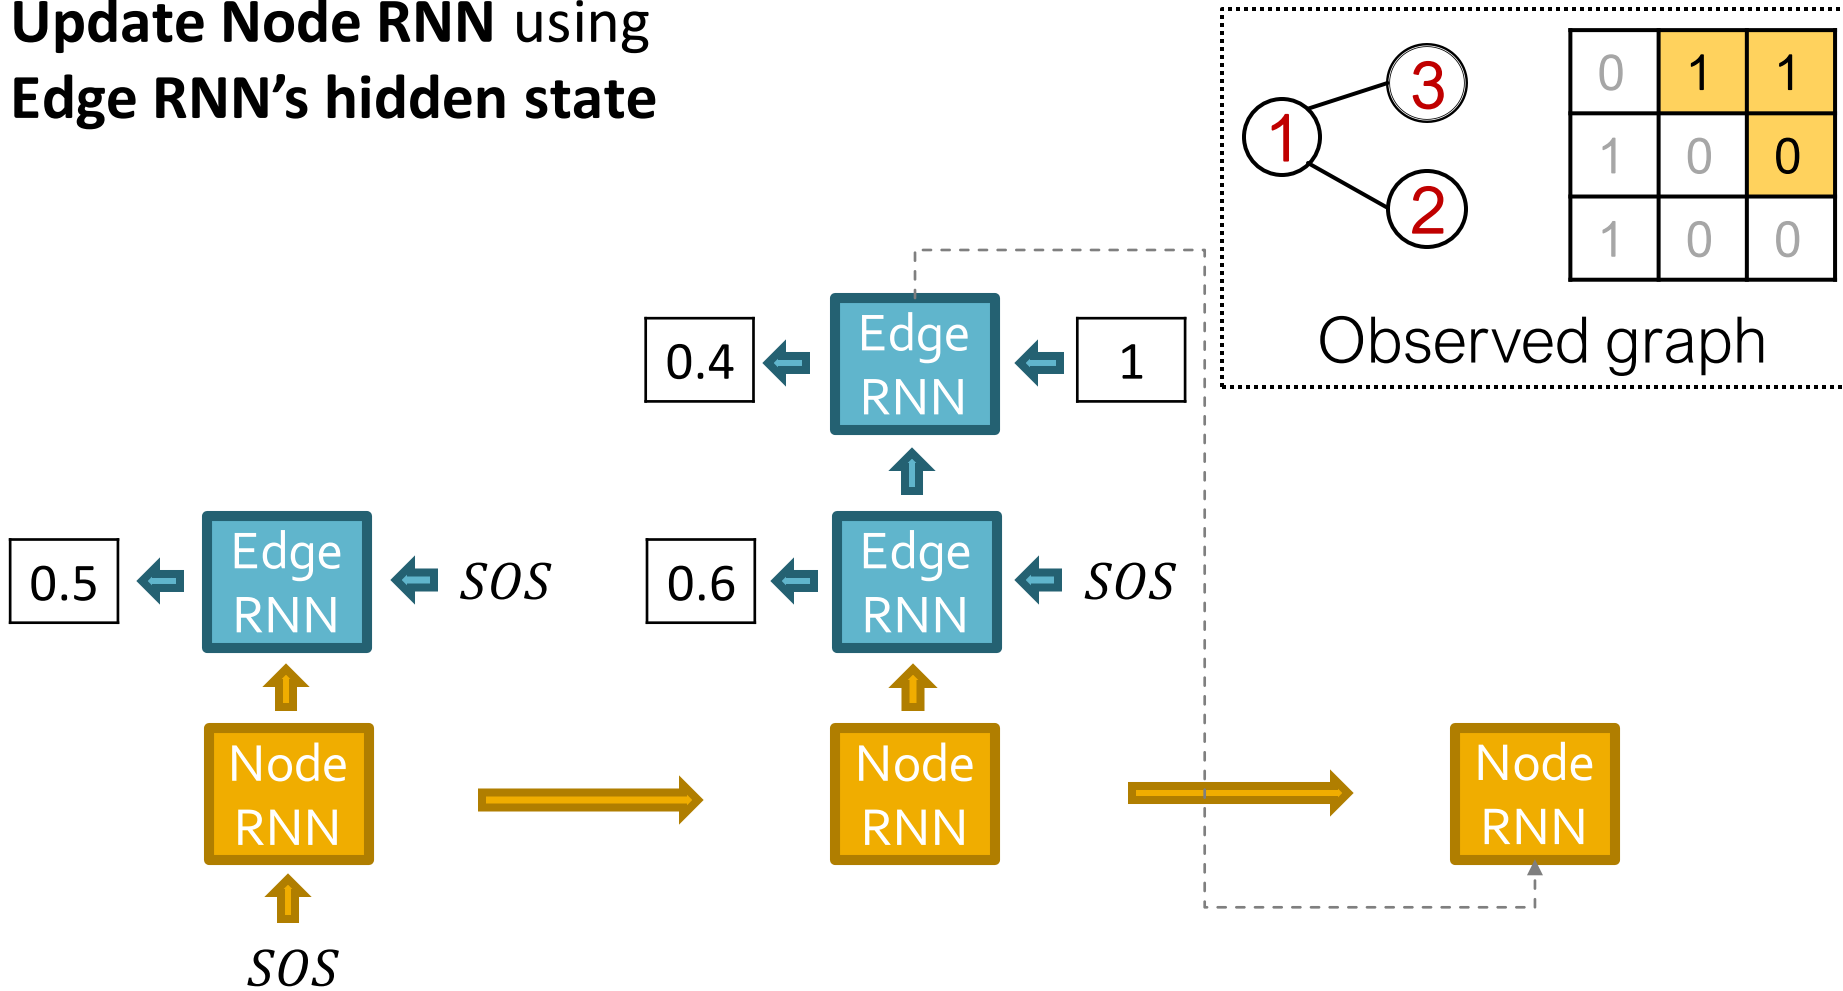 Update Node RNN using
Edge RNN's hidden state
3
1
2
0 1 1
1 0 0
1 0 0
Observed graph
0.4
Edge
RNN
1
0.5
Edge
RNN
SOS
0.6
Edge
RNN
SOS
Node
RNN
Node
RNN
Node
RNN
SOS